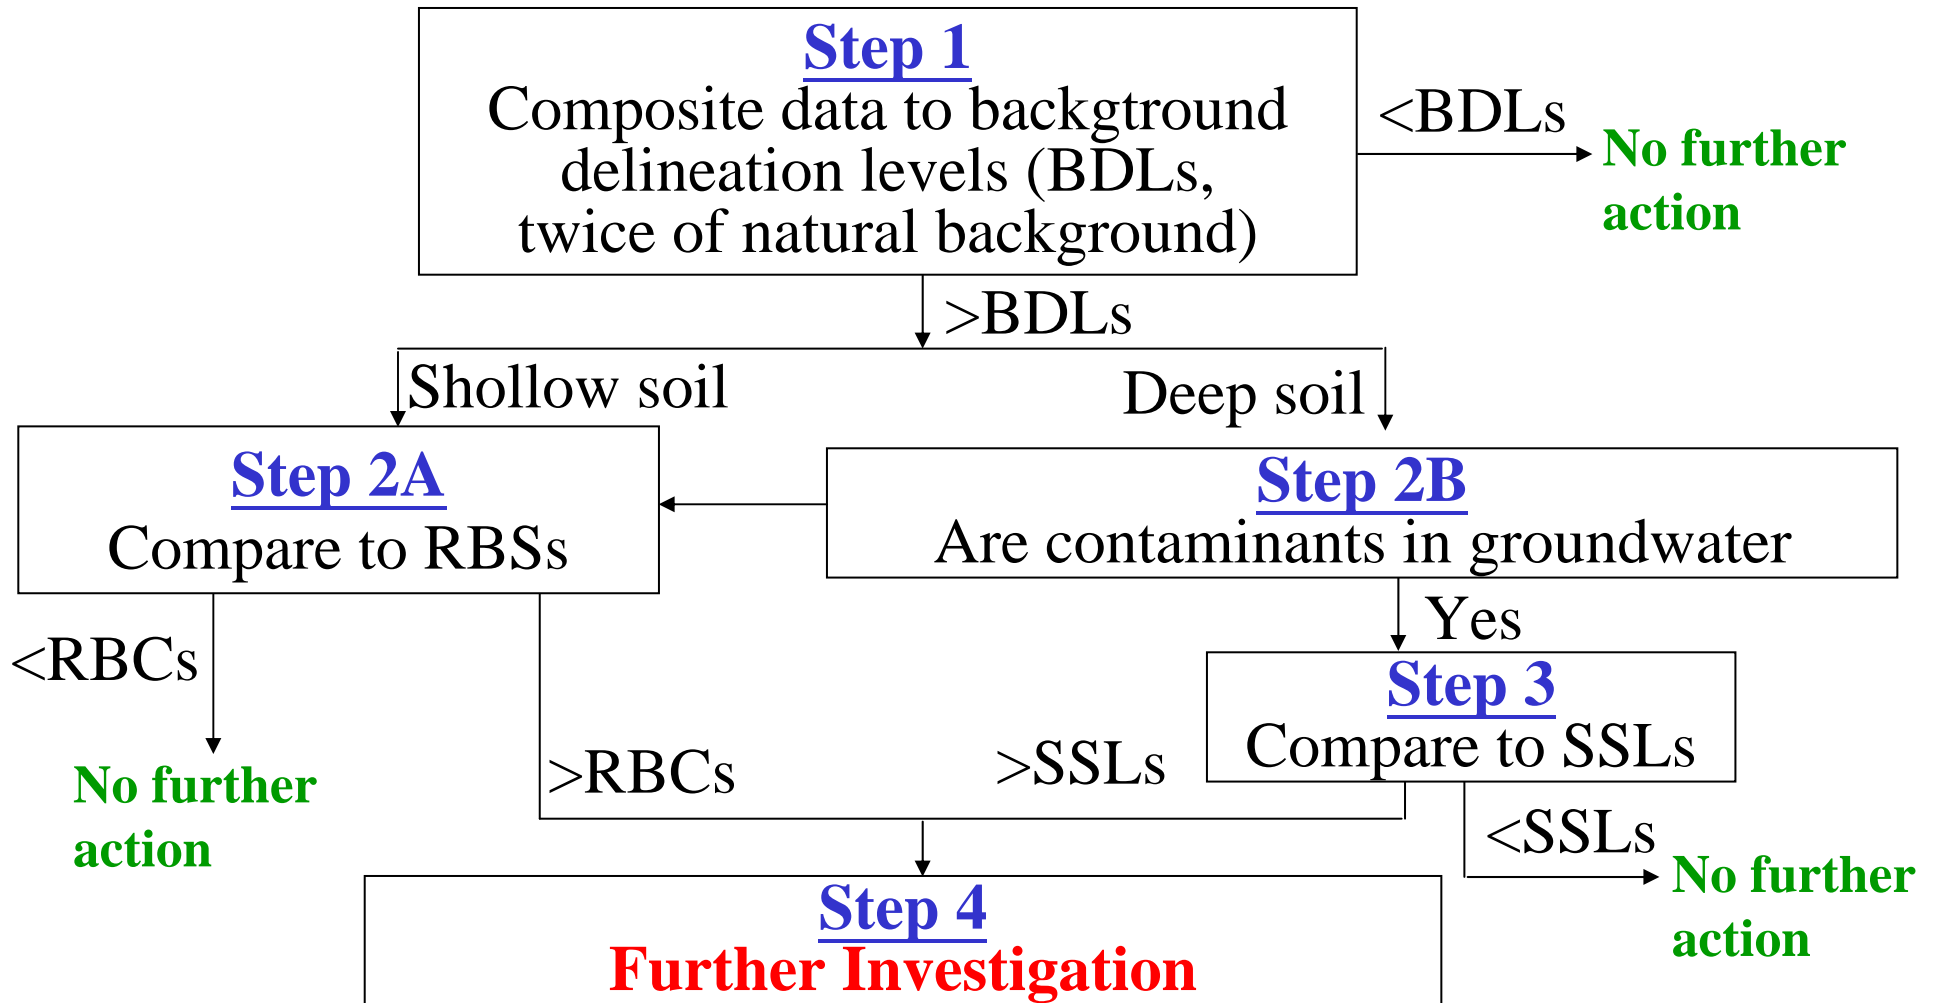 Step 1
Composite data to backgtround
delineation levels (BDLs,
twice of natural background)
<BDLs
No further
action
>BDLs
Shollow soil
Deep soil
Step 2A
Compare to RBSs
Step 2B
Are contaminants in groundwater
Yes
<RBCs
No further
action
>RBCs
>SSLs
Step 3
Compare to SSLs
<SSLs
No further
action
Step 4
Further Investigation